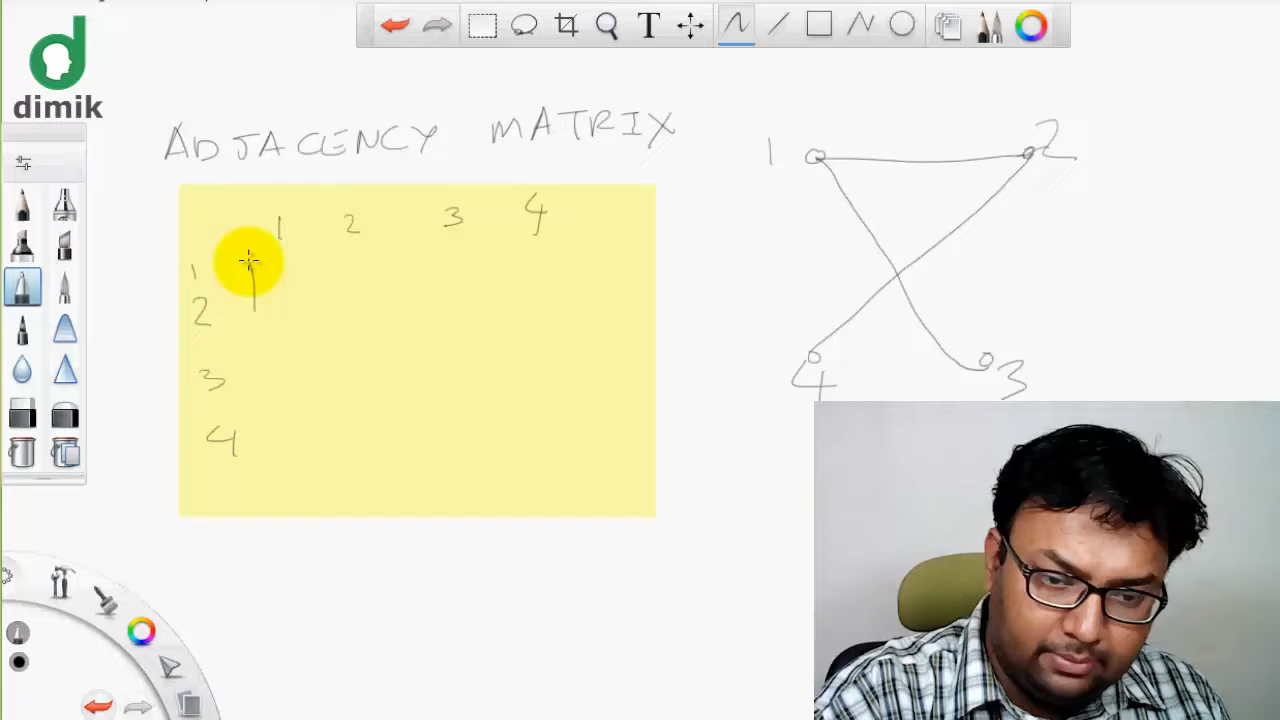 dimik
ADJACENCY MATRIX
1 2
1 2 3 4
1
2
3
4
4 3